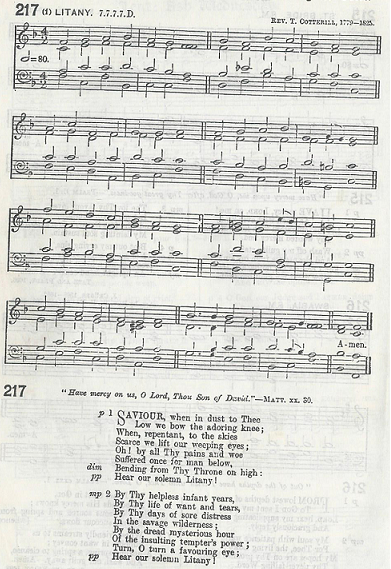 217 (1) LITANY. 7.7.7.7.D.
REV. T. COTTERILL, 1779—1825.
=80.
A-men.
217
"Have mercy on us, O Lord, Thou Son of David."—MATT. xx. 30.
p 1 SAVIOUR, when in dust to Thee
Low we bow the adoring knee;
When, repentant, to the skies
Scarce we lift our weeping eyes;
Oh! by all Thy pains and woe
Suffered once for man below,
dim Bending from Thy Throne on high:
pp Hear our solemn Litany!
mp 2 By Thy helpless infant years,
By Thy life of want and tears,
By Thy days of sore distress
In the savage wilderness;
By the dread mysterious hour
Of the insulting tempter's power;
Turn, O turn a favouring eye;
pp Hear our solemn Litany!